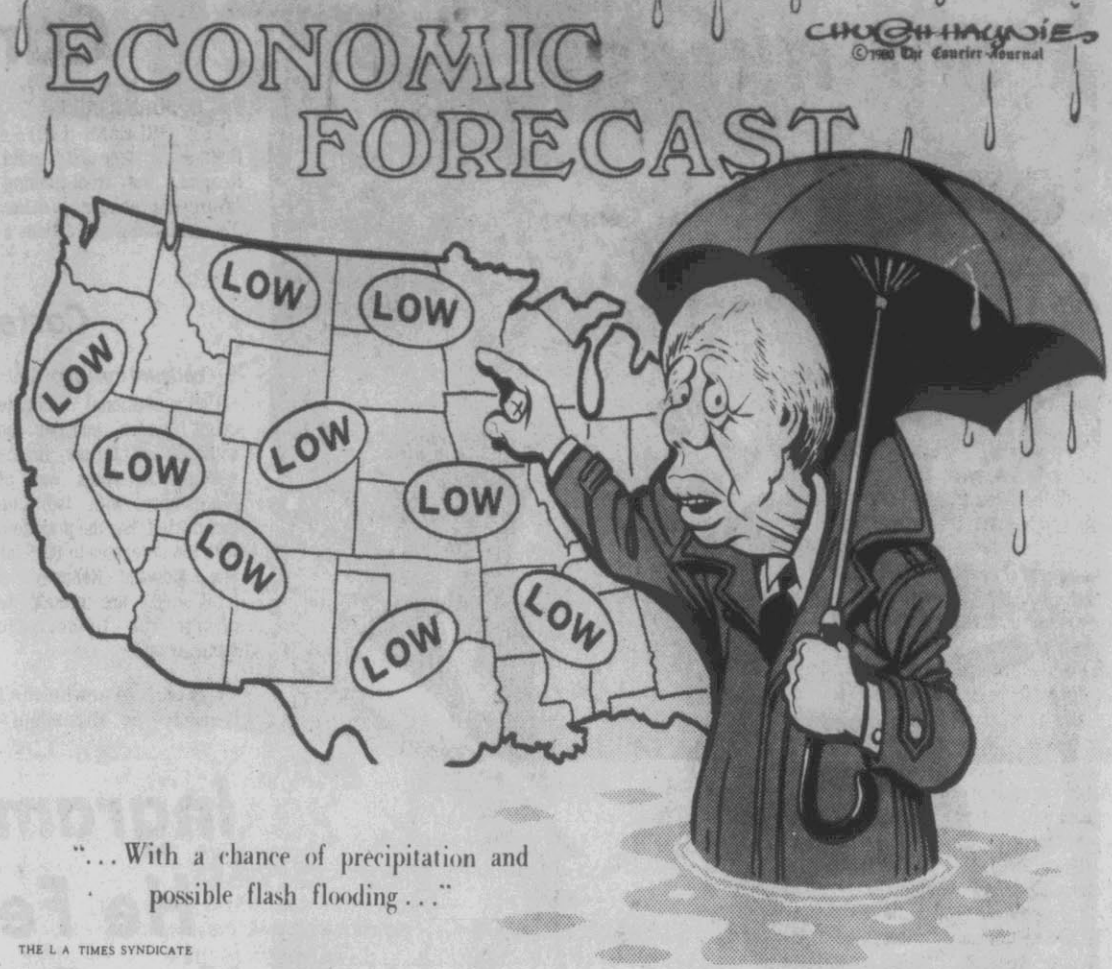 ECONOMIC
FORECAST
CHUGH HAYNIE
© 1980 The Courier-Journal
LOW
LOW
LOW
LOW
LOW
LOW
LOW
LOW
LOW
"... With a chance of precipitation and
possible flash flooding ..."
THE L A TIMES SYNDICATE